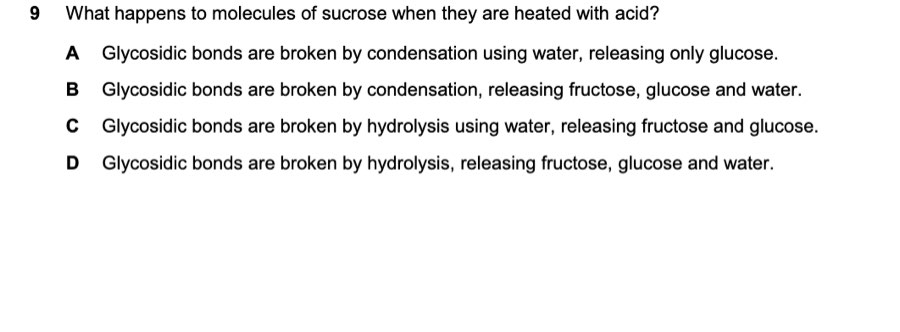 9 What happens to molecules of sucrose when they are heated with acid?
A Glycosidic bonds are broken by condensation using water, releasing only glucose.
B Glycosidic bonds are broken by condensation, releasing fructose, glucose and water.
C Glycosidic bonds are broken by hydrolysis using water, releasing fructose and glucose.
D Glycosidic bonds are broken by hydrolysis, releasing fructose, glucose and water.